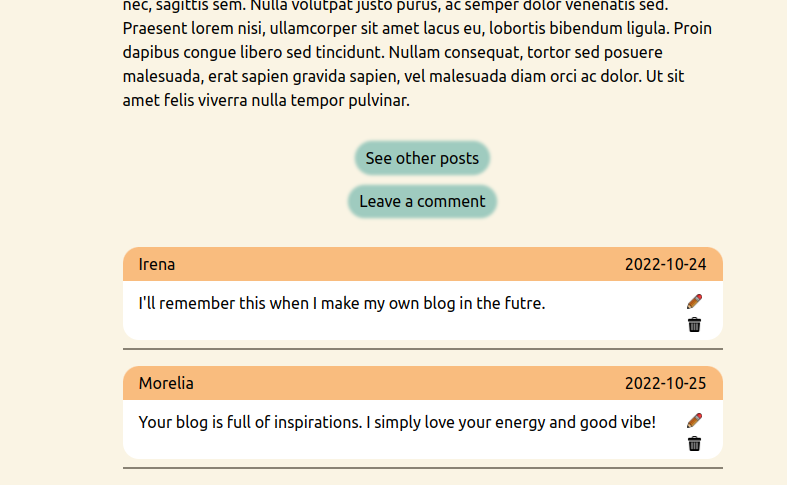 nec, sagittis sem. Nulla volutpat justo purus, ac semper dolor venenatis sed.
Praesent lorem nisi, ullamcorper sit amet lacus eu, lobortis bibendum ligula. Proin
dapibus congue libero sed tincidunt. Nullam consequat, tortor sed posuere
malesuada, erat sapien gravida sapien, vel malesuada diam orci ac dolor. Ut sit
amet felis viverra nulla tempor pulvinar.
See other posts
Leave a comment
Irena 2022-10-24
I'll remember this when I make my own blog in the futre.
Morelia 2022-10-25
Your blog is full of inspirations. I simply love your energy and good vibe!